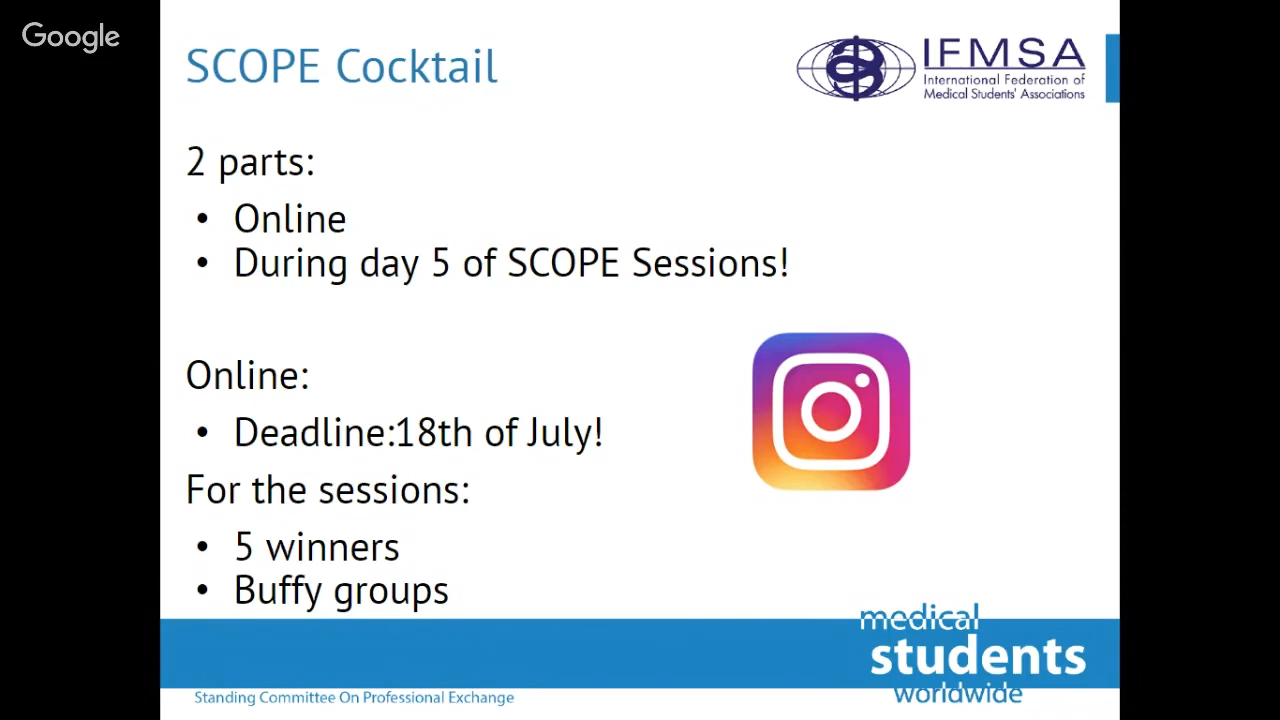 Google
SCOPE Cocktail
IFMSA
International Federation of
Medical Students' Associations
2 parts:
• Online
• During day 5 of SCOPE Sessions!
Online:
• Deadline:18th of July!
For the sessions:
• 5 winners
• Buffy groups
medical
students
worldwide
Standing Committee On Professional Exchange